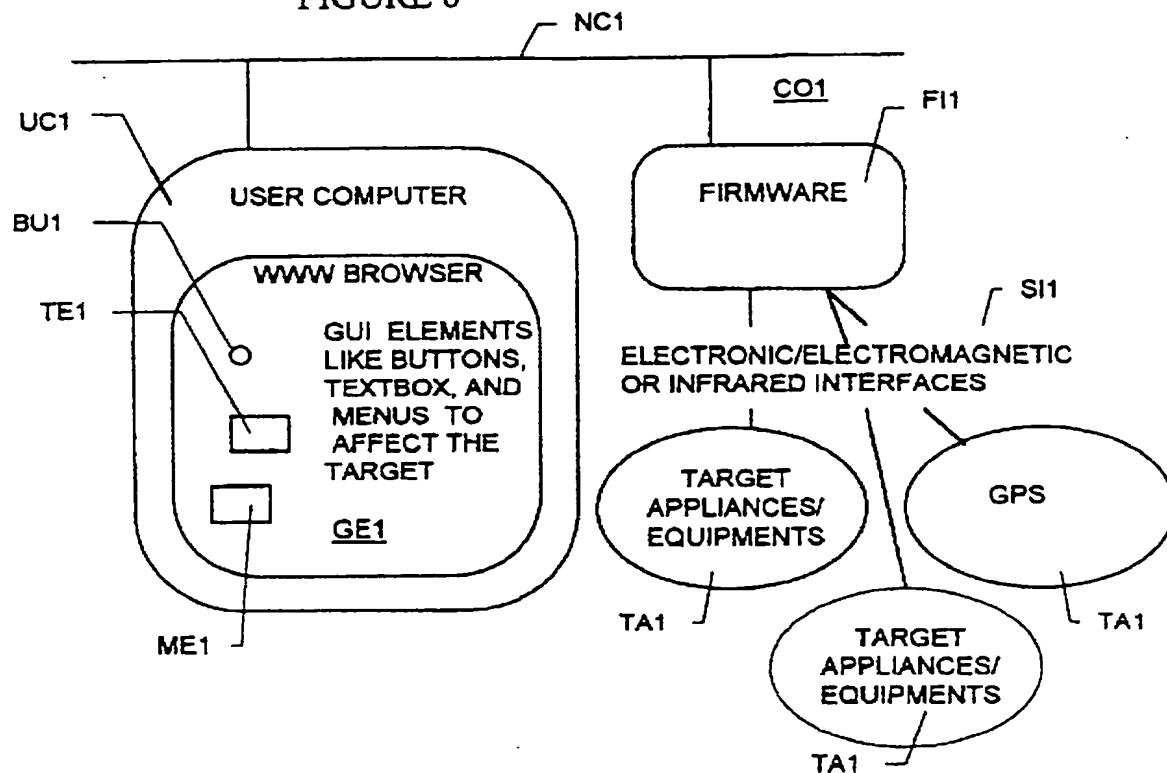 NC1
CO1
FI1
UC1
USER COMPUTER
FIRMWARE
BU1
WWW BROWSER
SI1
TE1
GUI ELEMENTS
LIKE BUTTONS,
TEXTBOX, AND
MENUS TO
AFFECT THE
TARGET
ELECTRONIC/ELECTROMAGNETIC
OR INFRARED INTERFACES
GE1
TARGET
APPLIANCES/
EQUIPMENTS
GPS
ME1
TA1
TA1
TARGET
APPLIANCES/
EQUIPMENTS
TA1